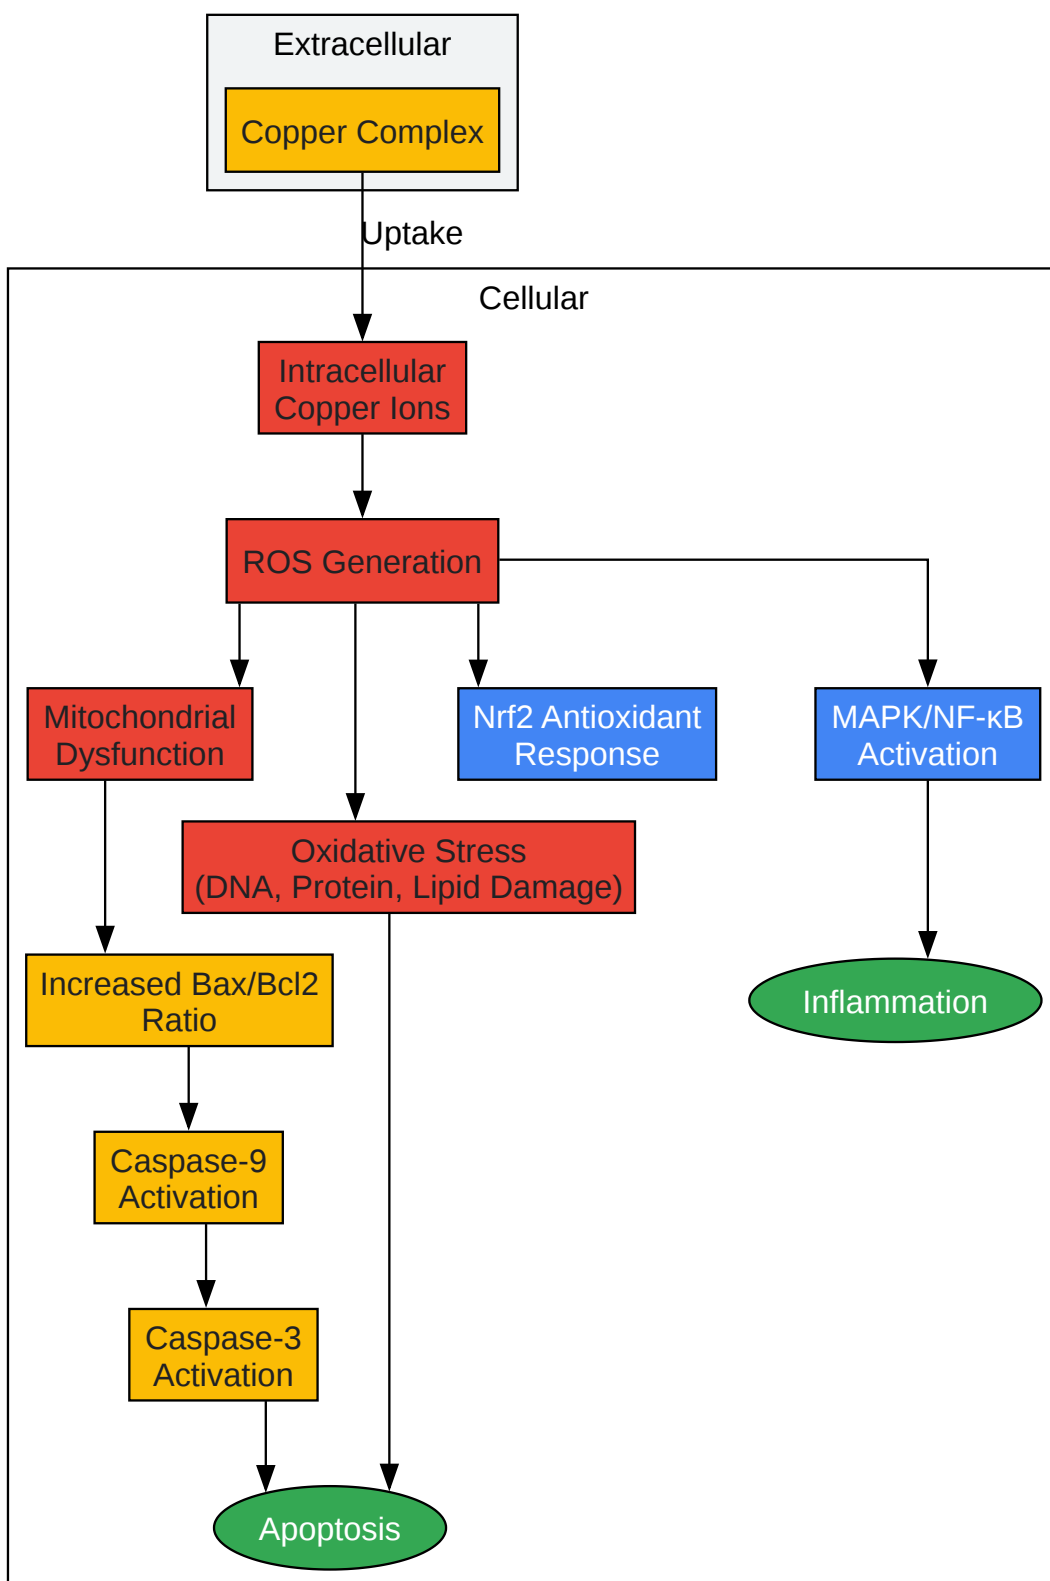 Extracellular
Copper Complex
Uptake
Cellular
Intracellular
Copper Ions
ROS Generation
Mitochondrial
Dysfunction
Nrf2 Antioxidant
Response
MAPK/NF-κB
Activation
Oxidative Stress
(DNA, Protein, Lipid Damage)
Increased Bax/Bcl2
Ratio
Inflammation
Caspase-9
Activation
Caspase-3
Activation
Apoptosis